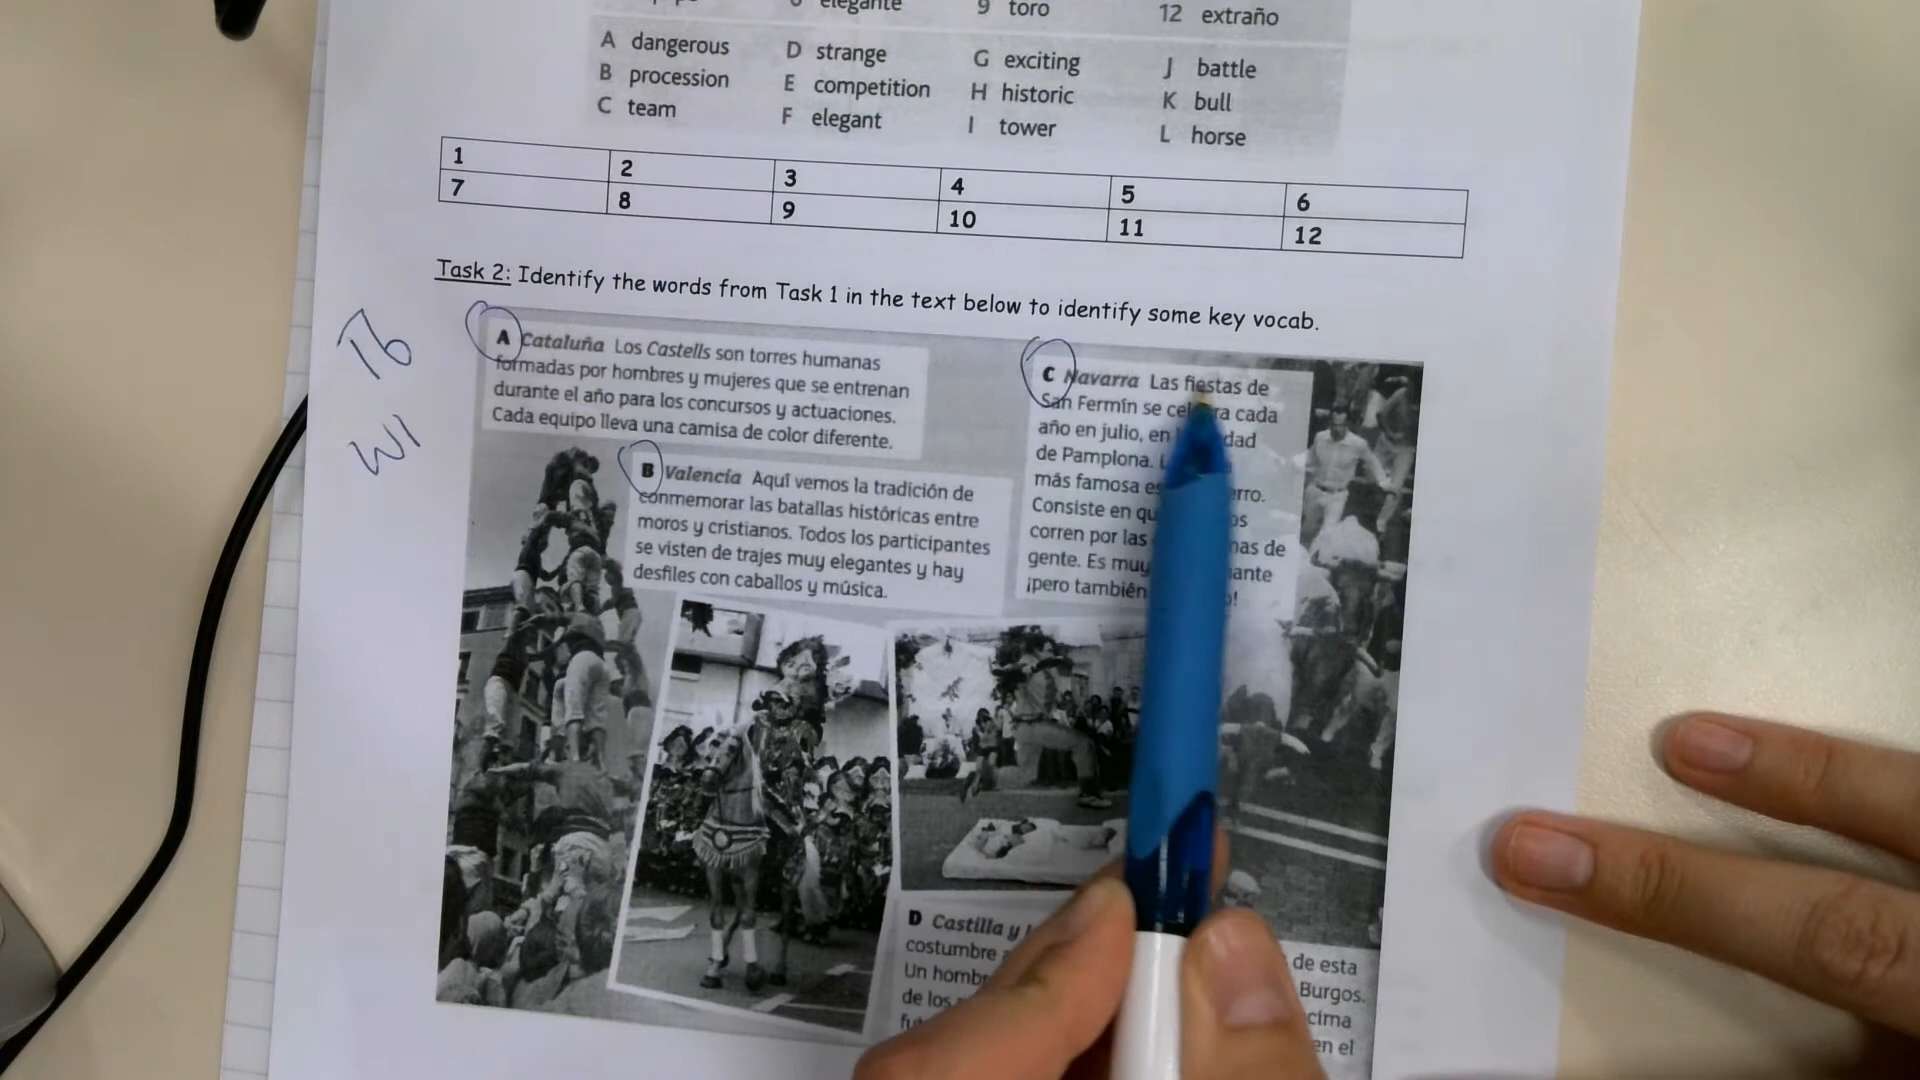 elegante
9 toro
12 extraño
A dangerous
B procession
C team
D strange
E competition
F elegant
G exciting
H historic
I tower
J battle
K bull
L horse
1 2 3 4 5 6
7 8 9 10 11 12
Task 2: Identify the words from Task 1 in the text below to identify some key vocab.
T6
W1
A Cataluña Los Castells son torres humanas
formadas por hombres y mujeres que se entrenan
durante el año para los concursos y actuaciones.
Cada equipo lleva una camisa de color diferente.
B Valencia Aquí vemos la tradición de
conmemorar las batallas históricas entre
moros y cristianos. Todos los participantes
se visten de trajes muy elegantes y hay
desfiles con caballos y música.
C Navarra Las fiestas de
San Fermín se cada
año en julio, en
de Pamplona.
más famosa
Consiste en
corren por las de
gente. Es muy
¡pero también
D Castilla y
costumbre de esta
Un Burgos.
de los cima
en el